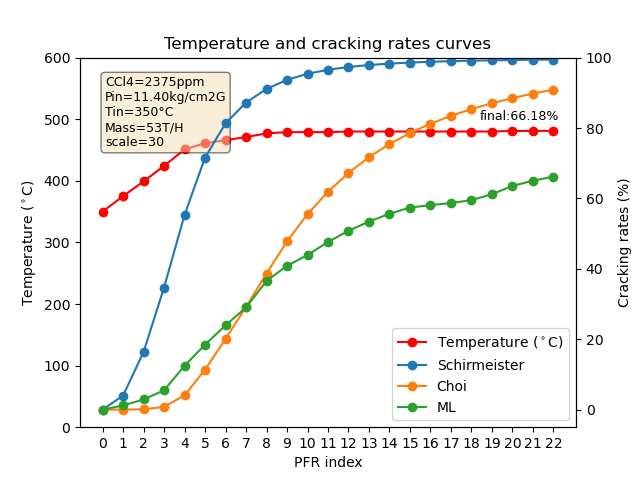 Temperature and cracking rates curves
600
500
400
300
200
100
0
Temperature (°C)
CCl4=2375ppm
Pin=11.40kg/cm2G
Tin=350°C
Mass=53T/H
scale=30
final:66.18%
100
80
60
40
20
0
Cracking rates (%)
Temperature (°C)
Schirmeister
Choi
ML
0 1 2 3 4 5 6 7 8 9 10 11 12 13 14 15 16 17 18 19 20 21 22
PFR index